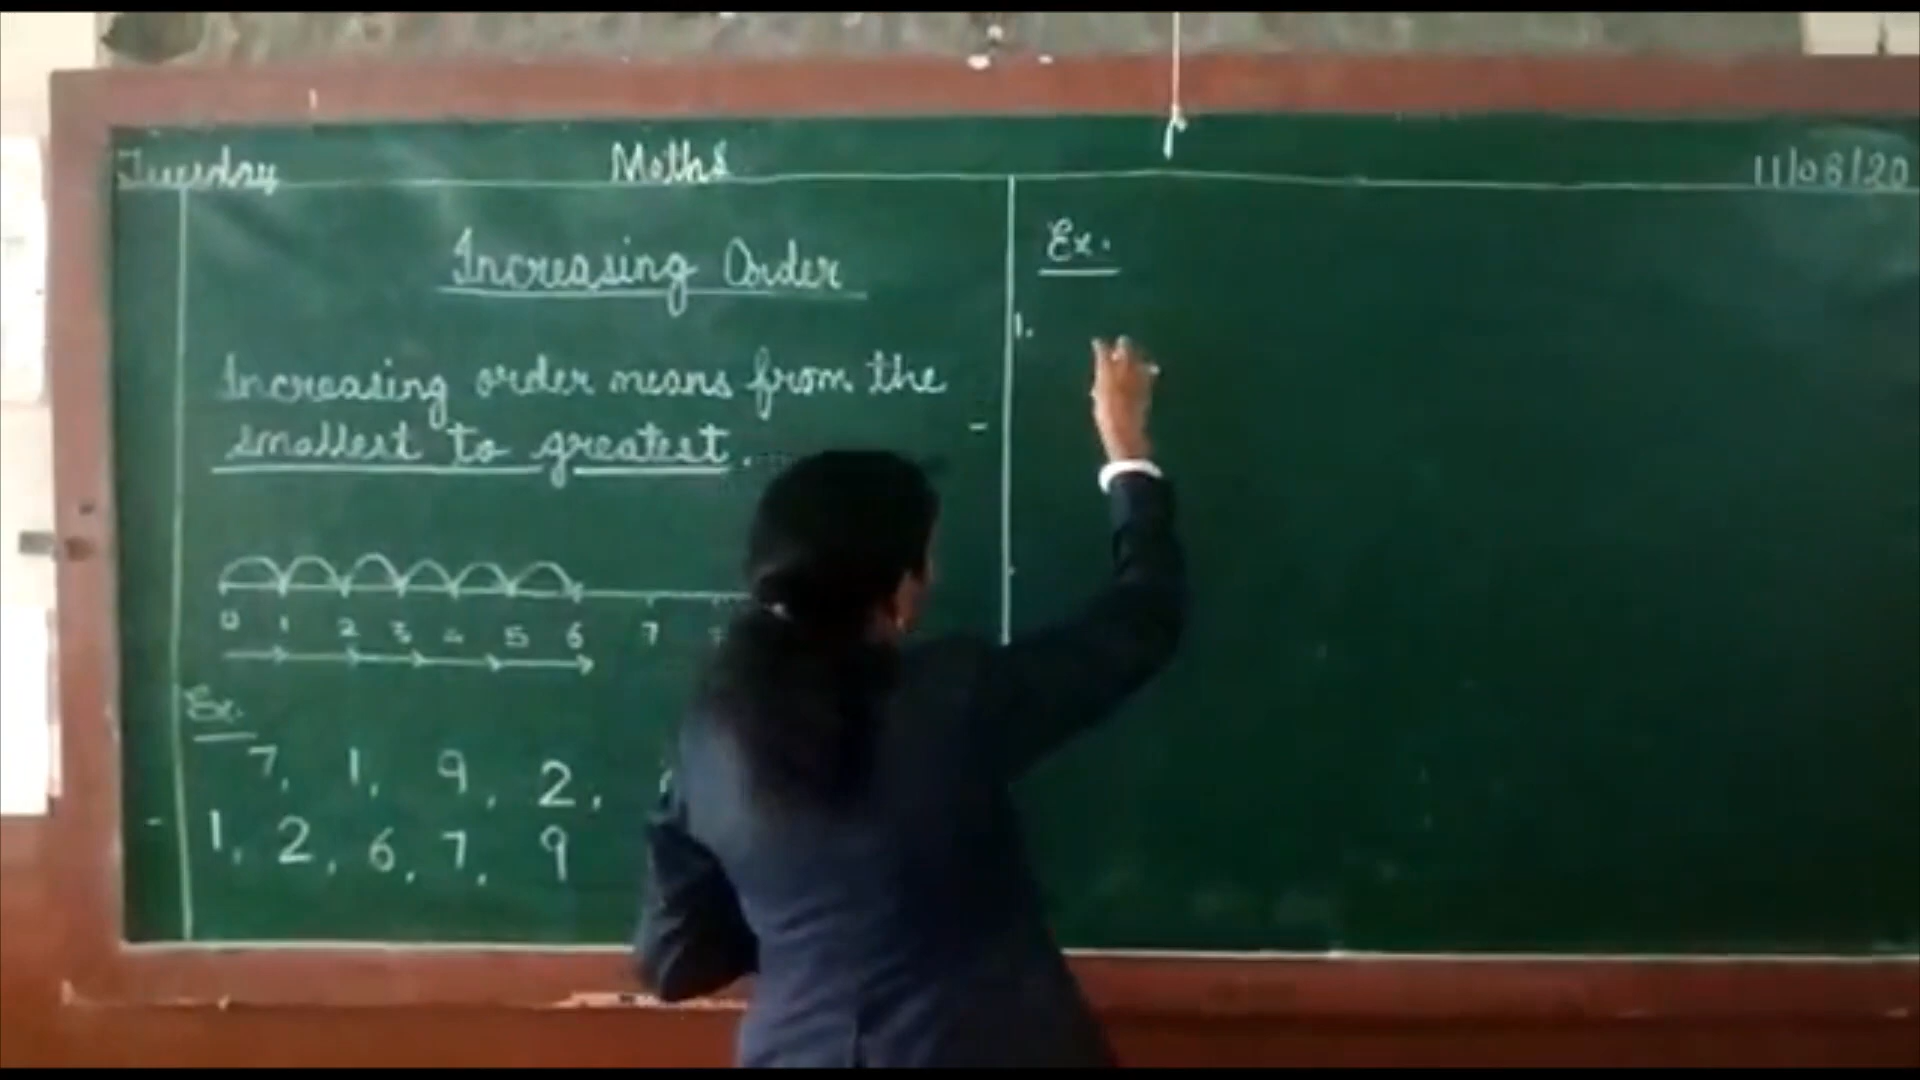 Tuesday Maths 11/08/20
Increasing Order
Increasing order means from the
smallest to greatest.
0 1 2 3 4 5 6 7
Ex.
7, 1, 9, 2,
1, 2, 6, 7, 9
Ex.
1.